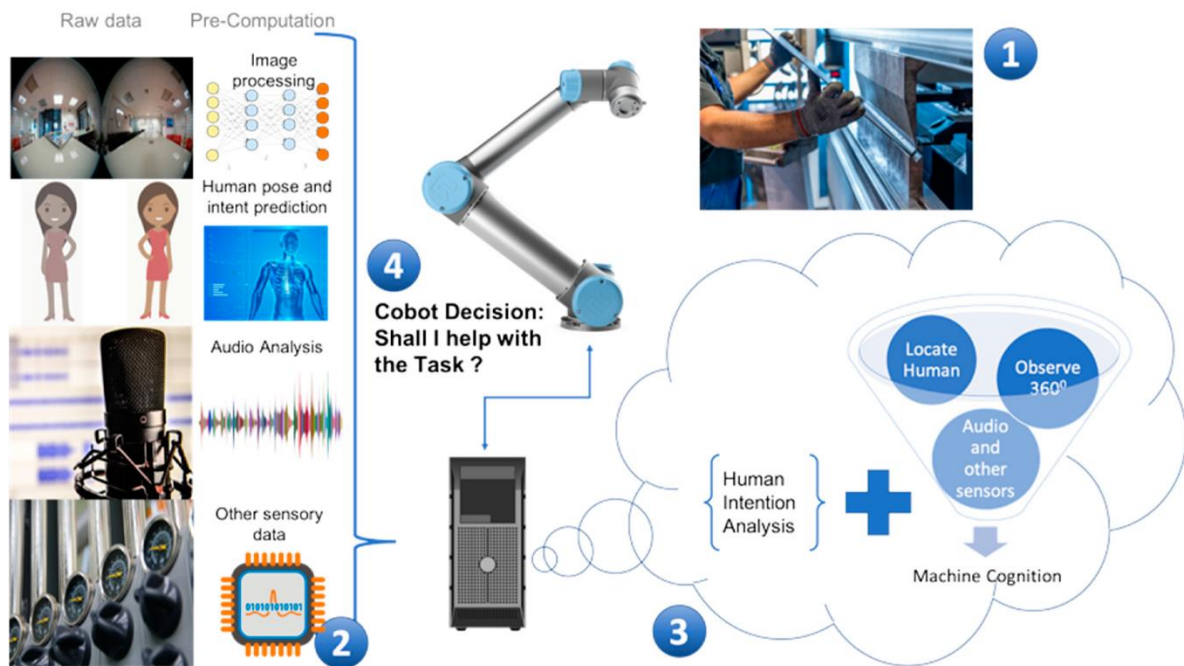 Raw data
Pre-Computation
Image
processing
Human pose and
intent prediction
Audio Analysis
Other sensory
data
010101010101
2
4
Cobot Decision:
Shall I help with
the Task ?
1
Locate
Human
Observe
360º
Audio
and
other
sensors
Human
Intention
Analysis
Machine Cognition
3